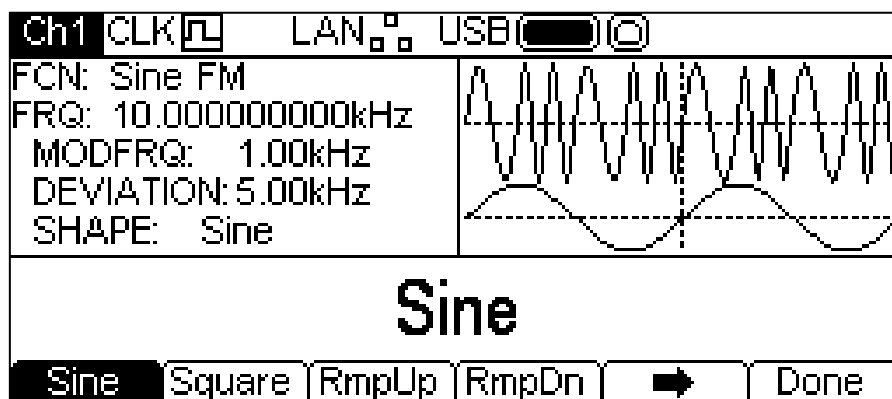 Ch1 CLK LAN USB
FCN: Sine FM
FRQ: 10.000000000kHz
MODFRQ: 1.00kHz
DEVIATION: 5.00kHz
SHAPE: Sine
Sine
Sine Square RmpUp RmpDn Done